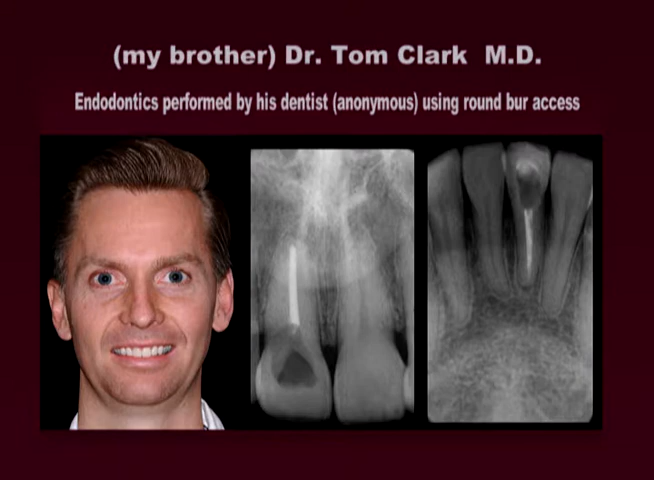 (my brother) Dr. Tom Clark M.D.
Endodontics performed by his dentist (anonymous) using round bur access